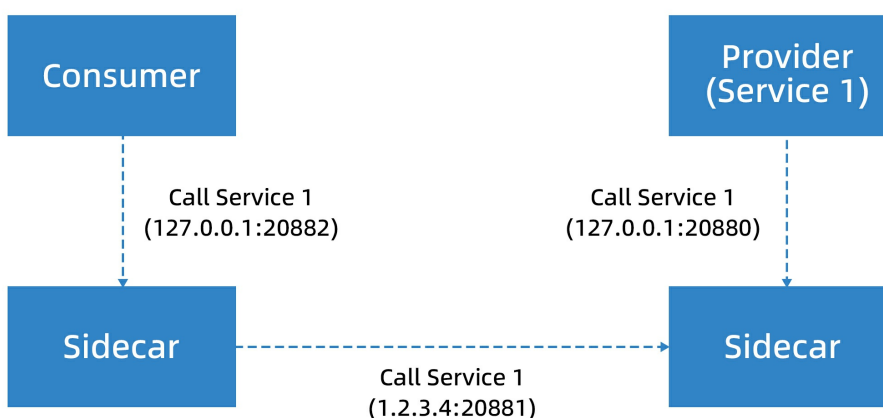 Consumer
Provider
(Service 1)
Call Service 1
(127.0.0.1:20882)
Call Service 1
(127.0.0.1:20880)
Sidecar
Sidecar
Call Service 1
(1.2.3.4:20881)